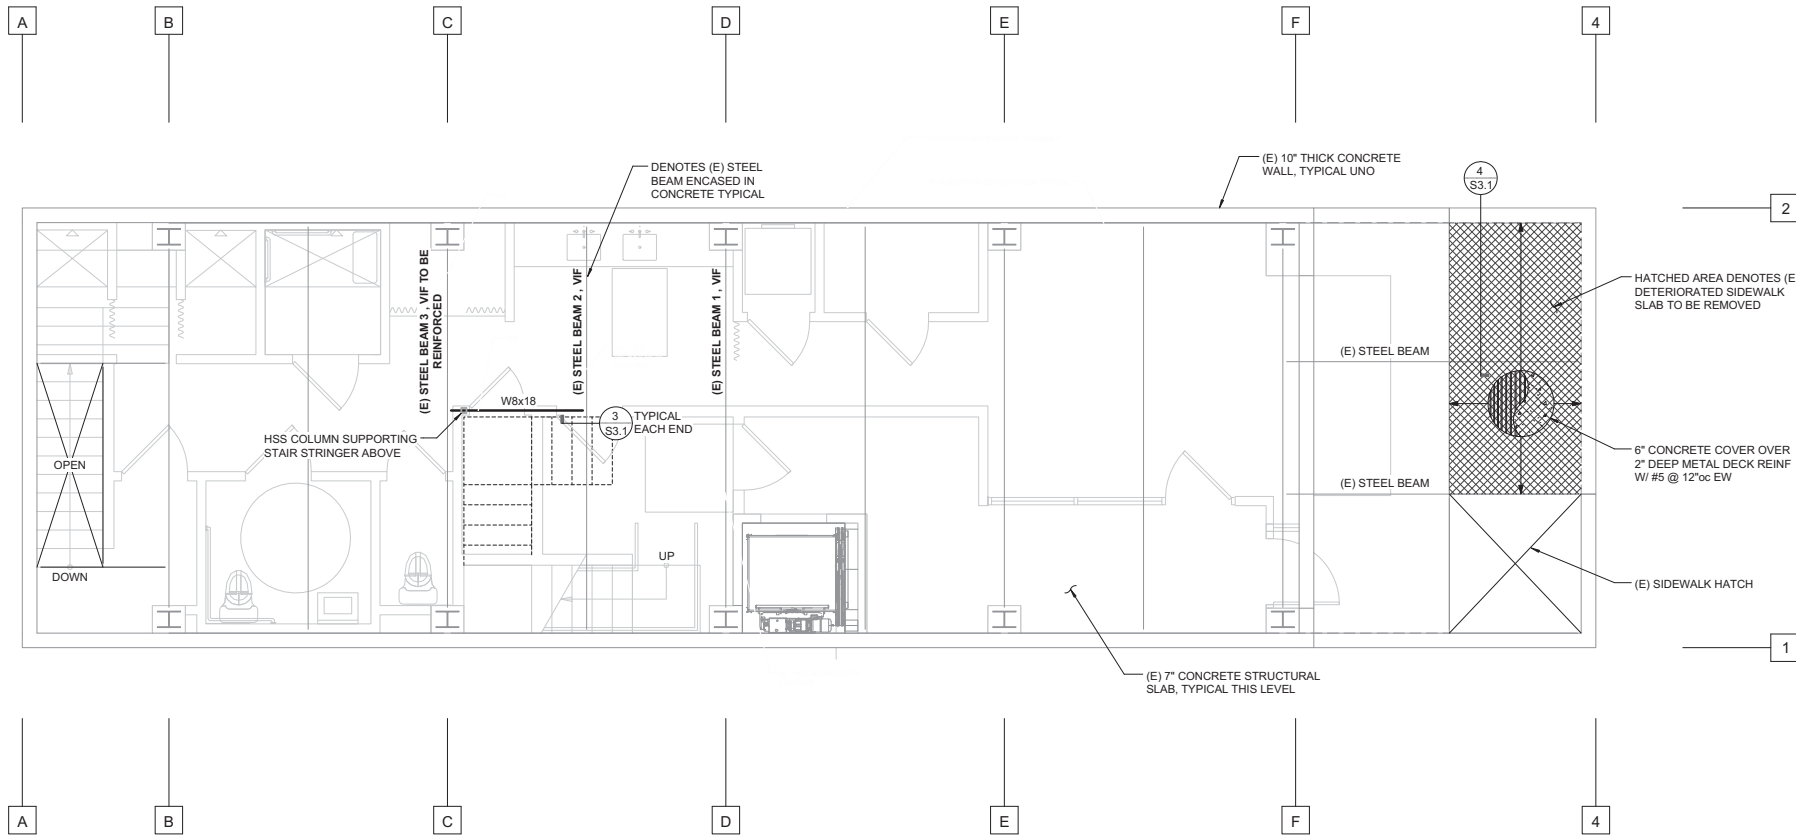 A B C D E F 4
DENOTES (E) STEEL
BEAM ENCASED IN
CONCRETE TYPICAL
(E) 10" THICK CONCRETE
WALL, TYPICAL UNO
4
S3.1
2
(E) STEEL BEAM 3 , VIF TO BE
REINFORCED
(E) STEEL BEAM 2 , VIF
(E) STEEL BEAM 1 , VIF
HATCHED AREA DENOTES (E
DETERIORATED SIDEWALK
SLAB TO BE REMOVED
(E) STEEL BEAM
W8x18
3
S3.1
TYPICAL
EACH END
HSS COLUMN SUPPORTING
STAIR STRINGER ABOVE
OPEN
6" CONCRETE COVER OVER
2" DEEP METAL DECK REINF
W/ #5 @ 12"oc EW
(E) STEEL BEAM
UP
DOWN
(E) SIDEWALK HATCH
1
(E) 7" CONCRETE STRUCTURAL
SLAB, TYPICAL THIS LEVEL
A B C D E F 4